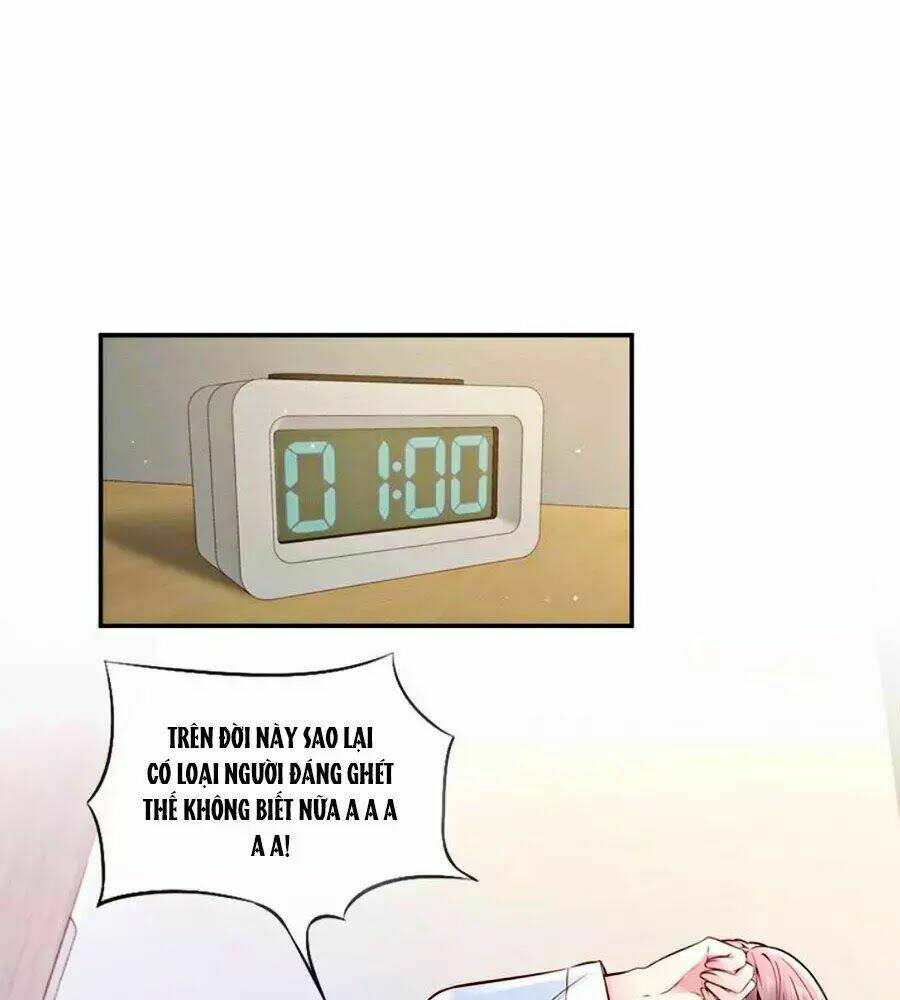 01:00
TRÊN ĐỜI NÀY SAO LẠI
CÓ LOẠI NGƯỜI ĐÁNG GHÉT
THẾ KHÔNG BIẾT NỮA A A A
A A!